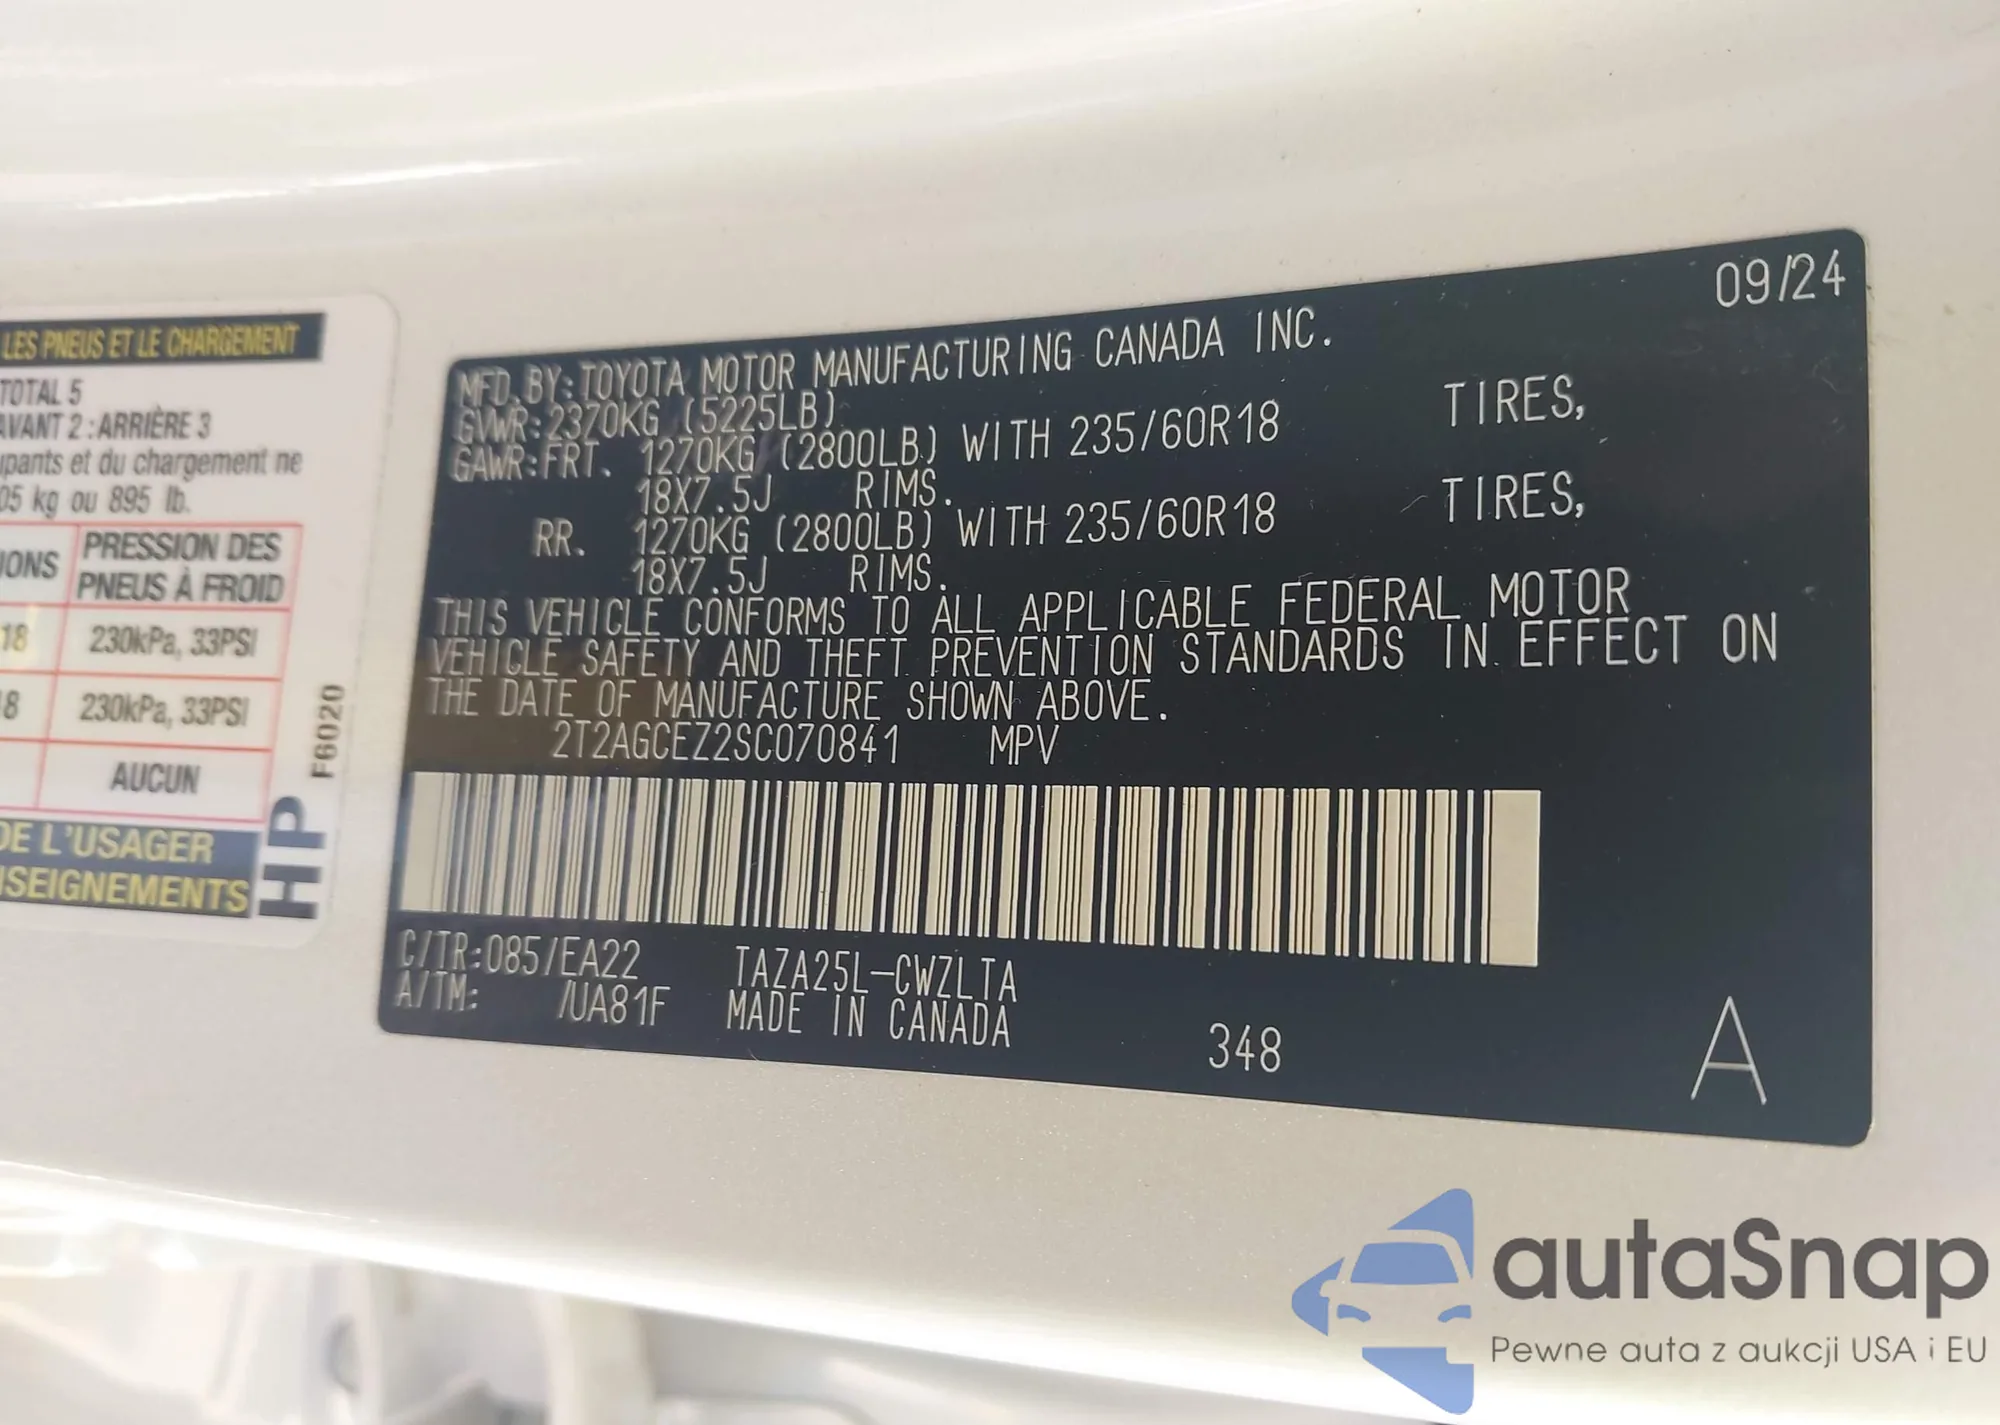 LES PNEUS ET LE CHARGEMENT
TOTAL 5
AVANT 2 : ARRIÈRE 3
et du chargement ne
kg ou 895 lb.
PRESSION DES
PNEUS À FROID
18 230kPa, 33PSI
230kPa, 33PSI
AUCUN
DE L'USAGER
F6020
HP
09/24
MFD.BY:TOYOTA MOTOR MANUFACTURING CANADA INC.
GVWR:2370KG (5225LB)
GAWR:FRT. 1270KG (2800LB) WITH 235/60R18 TIRES,
18X7.5J RIMS.
RR. 1270KG (2800LB) WITH 235/60R18 TIRES,
18X7.5J RIMS.
THIS VEHICLE CONFORMS TO ALL APPLICABLE FEDERAL MOTOR
VEHICLE SAFETY AND THEFT PREVENTION STANDARDS IN EFFECT ON
THE DATE OF MANUFACTURE SHOWN ABOVE.
2T2AGCEZ2SC070841 MPV
C/TR:085/EA22 TAZA25L-CWZLTA
A/TM: /UA81F MADE IN CANADA
348
A
autaSnap
Pewne auta z aukcji USA i EU